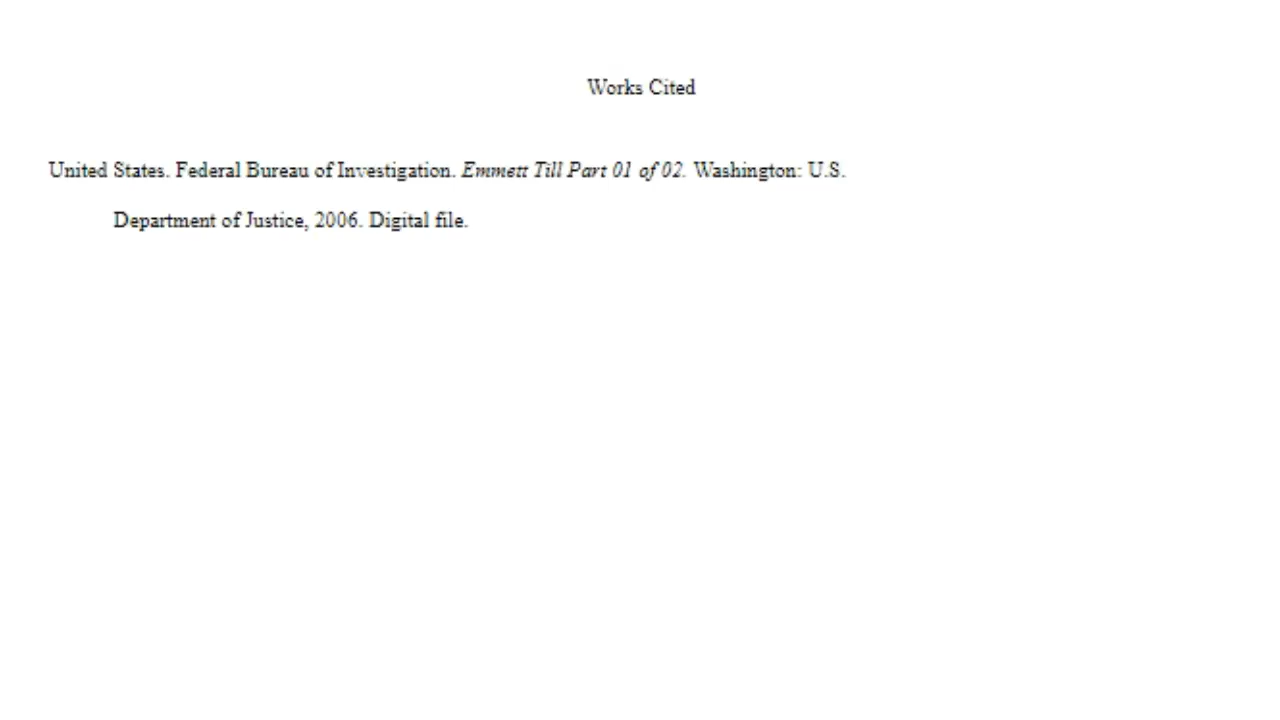 Works Cited
United States. Federal Bureau of Investigation. Emmett Till Part 01 of 02. Washington: U.S.
Department of Justice, 2006. Digital file.